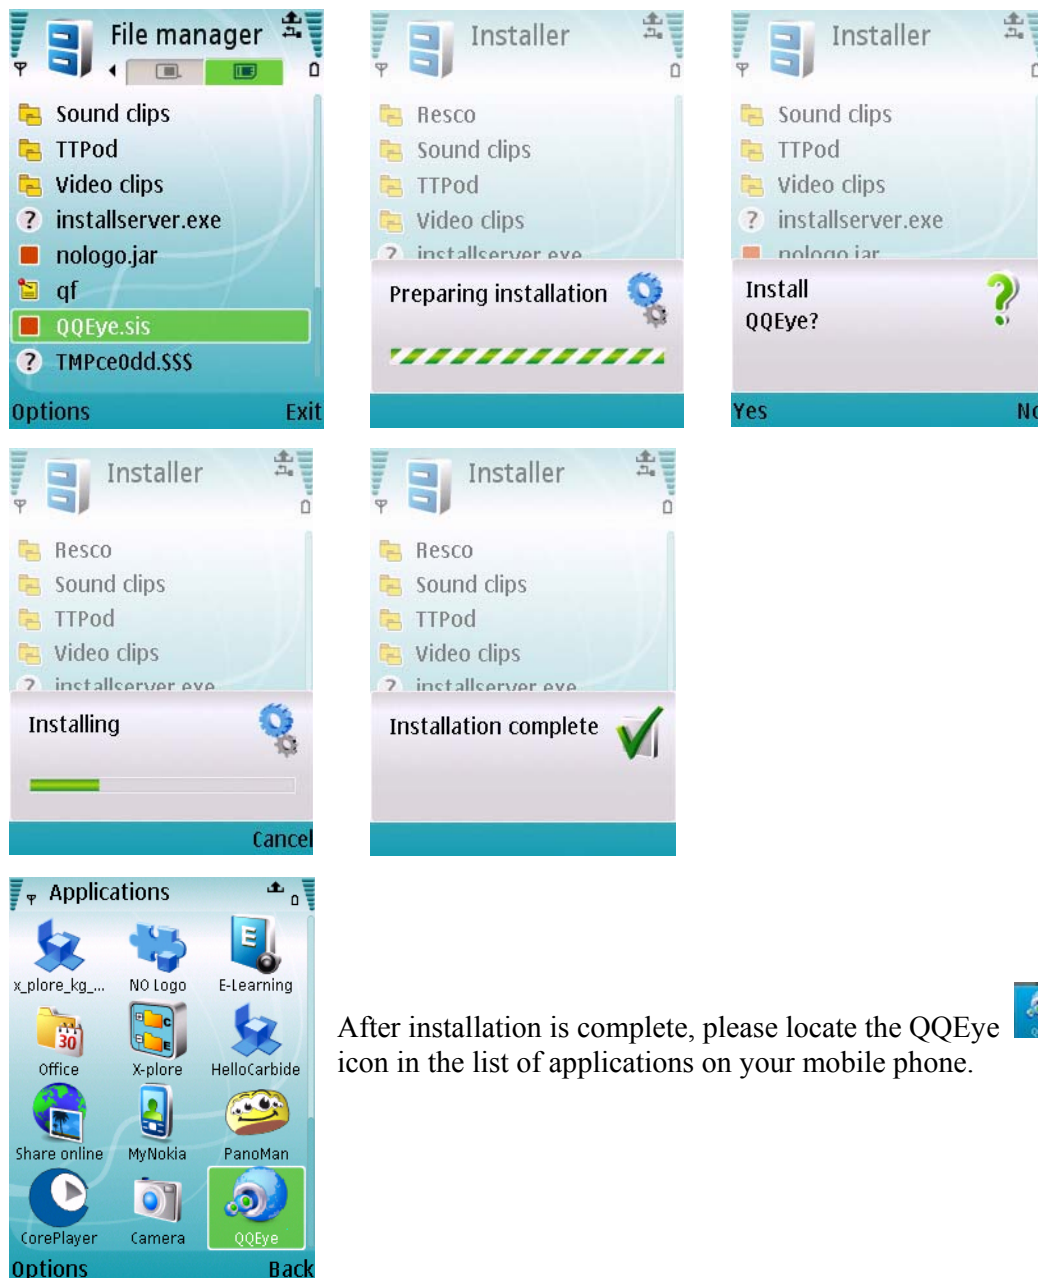 File manager
Sound clips
TTPod
Video clips
installserver.exe
nologo.jar
qf
QQEye.sis
TMPce0dd.$$$
Options Exit
Installer
Resco
Sound clips
TTPod
Video clips
installserver.exe
Preparing installation
Installer
Sound clips
TTPod
Video clips
installserver.exe
nologo.jar
Install
QQEye?
Yes No
Installer
Resco
Sound clips
TTPod
Video clips
installserver.exe
Installing
Cancel
Installer
Resco
Sound clips
TTPod
Video clips
installserver.exe
Installation complete
Applications
x_plore_kg_... NO Logo E-Learning
Office X-plore HelloCarbide
Share online MyNokia PanoMan
CorePlayer Camera QQEye
Options Back
After installation is complete, please locate the QQEye
icon in the list of applications on your mobile phone.